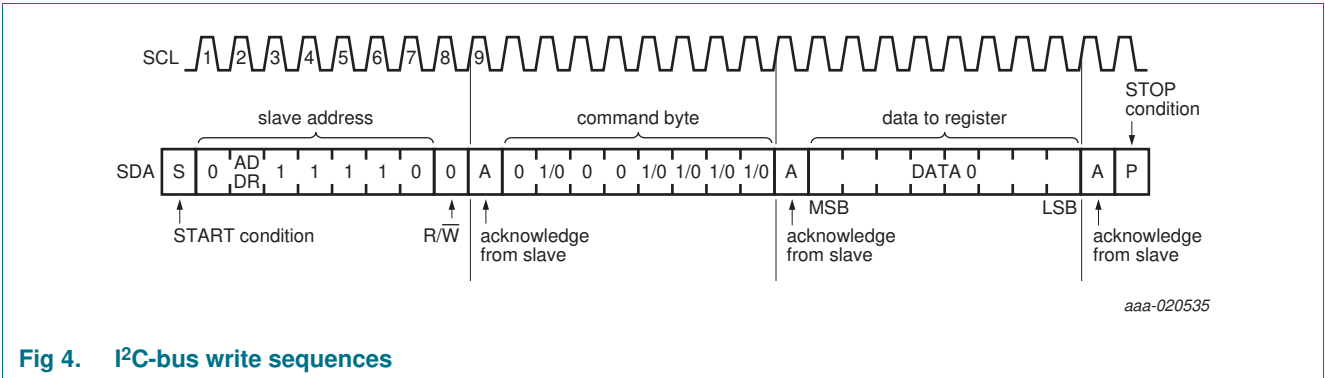 SCL 1 2 3 4 5 6 7 8 9
STOP
condition
slave address command byte data to register
SDA S 0 AD DR 1 1 1 1 0 0 A 0 1/0 0 0 1/0 1/0 1/0 1/0 A DATA 0 A P
MSB LSB
START condition R/W̅ acknowledge from slave acknowledge from slave acknowledge from slave
aaa-020535
Fig 4. I²C-bus write sequences